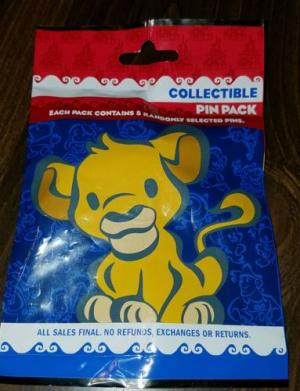 COLLECTIBLE
PIN PACK
EACH PACK CONTAINS 5 RANDOMLY SELECTED PINS.
ALL SALES FINAL. NO REFUNDS, EXCHANGES OR RETURNS.